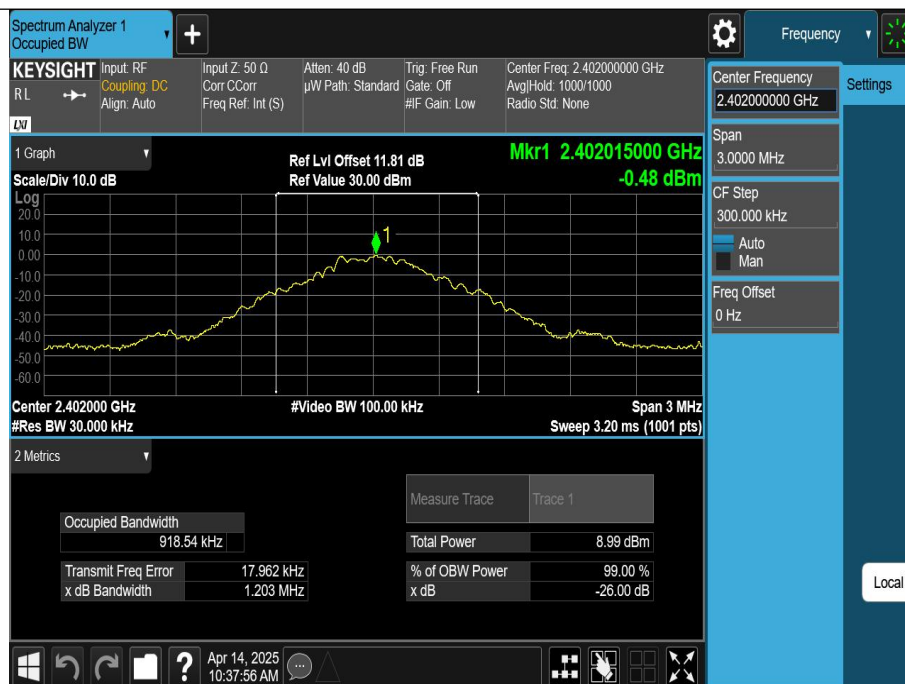 Spectrum Analyzer 1
Occupied BW
Frequency
KEYSIGHT
R L
LXI
Input: RF
Coupling: DC
Align: Auto
Input Z: 50 Ω
Corr CCorr
Freq Ref: Int (S)
Atten: 40 dB
µW Path: Standard
Trig: Free Run
Gate: Off
#IF Gain: Low
Center Freq: 2.402000000 GHz
Avg|Hold: 1000/1000
Radio Std: None
Center Frequency
2.402000000 GHz
Settings
Span
3.0000 MHz
CF Step
300.000 kHz
Auto
Man
Freq Offset
0 Hz
Local
1 Graph
Scale/Div 10.0 dB
Ref Lvl Offset 11.81 dB
Ref Value 30.00 dBm
Mkr1 2.402015000 GHz
-0.48 dBm
Log
20.0
10.0
0.00
-10.0
-20.0
-30.0
-40.0
-50.0
-60.0
1
Center 2.402000 GHz
#Res BW 30.000 kHz
#Video BW 100.00 kHz
Span 3 MHz
Sweep 3.20 ms (1001 pts)
2 Metrics
Measure Trace
Trace 1
Occupied Bandwidth
918.54 kHz
Total Power
8.99 dBm
Transmit Freq Error
17.962 kHz
% of OBW Power
99.00 %
x dB Bandwidth
1.203 MHz
x dB
-26.00 dB
?
Apr 14, 2025
10:37:56 AM